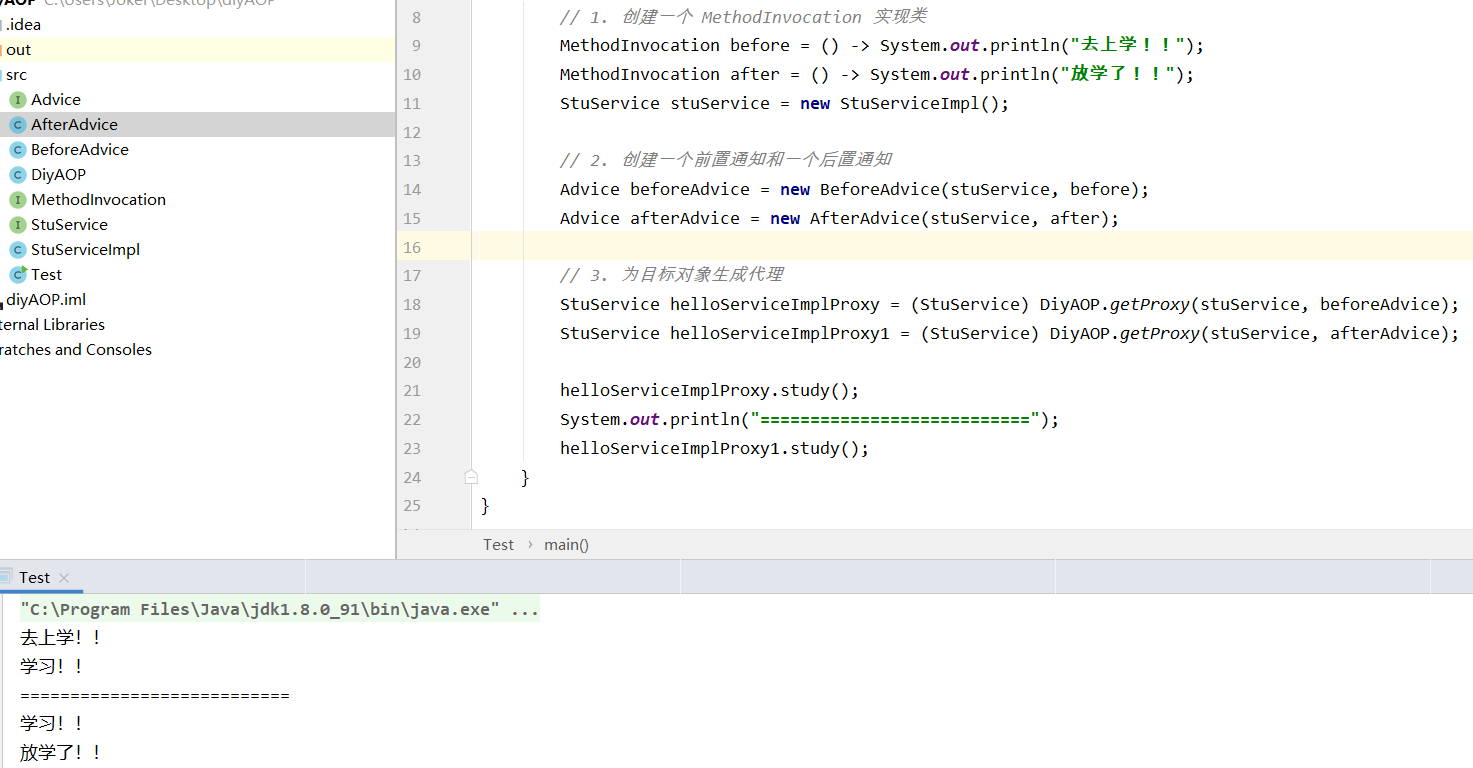 C:\Users\Joker\Desktop\diyAOP
.idea
out
src
Advice
AfterAdvice
BeforeAdvice
DiyAOP
MethodInvocation
StuService
StuServiceImpl
Test
diyAOP.iml
ternal Libraries
ratches and Consoles
8 // 1. 创建一个 MethodInvocation 实现类
9 MethodInvocation before = () -> System.out.println("去上学！！");
10 MethodInvocation after = () -> System.out.println("放学了！！");
11 StuService stuService = new StuServiceImpl();
12
13 // 2. 创建一个前置通知和一个后置通知
14 Advice beforeAdvice = new BeforeAdvice(stuService, before);
15 Advice afterAdvice = new AfterAdvice(stuService, after);
16
17 // 3. 为目标对象生成代理
18 StuService helloServiceImplProxy = (StuService) DiyAOP.getProxy(stuService, beforeAdvice);
19 StuService helloServiceImplProxy1 = (StuService) DiyAOP.getProxy(stuService, afterAdvice);
20
21 helloServiceImplProxy.study();
22 System.out.println("===========================");
23 helloServiceImplProxy1.study();
24 }
25 }
Test › main()
Test ×
"C:\Program Files\Java\jdk1.8.0_91\bin\java.exe" ...
去上学！！
学习！！
===========================
学习！！
放学了！！